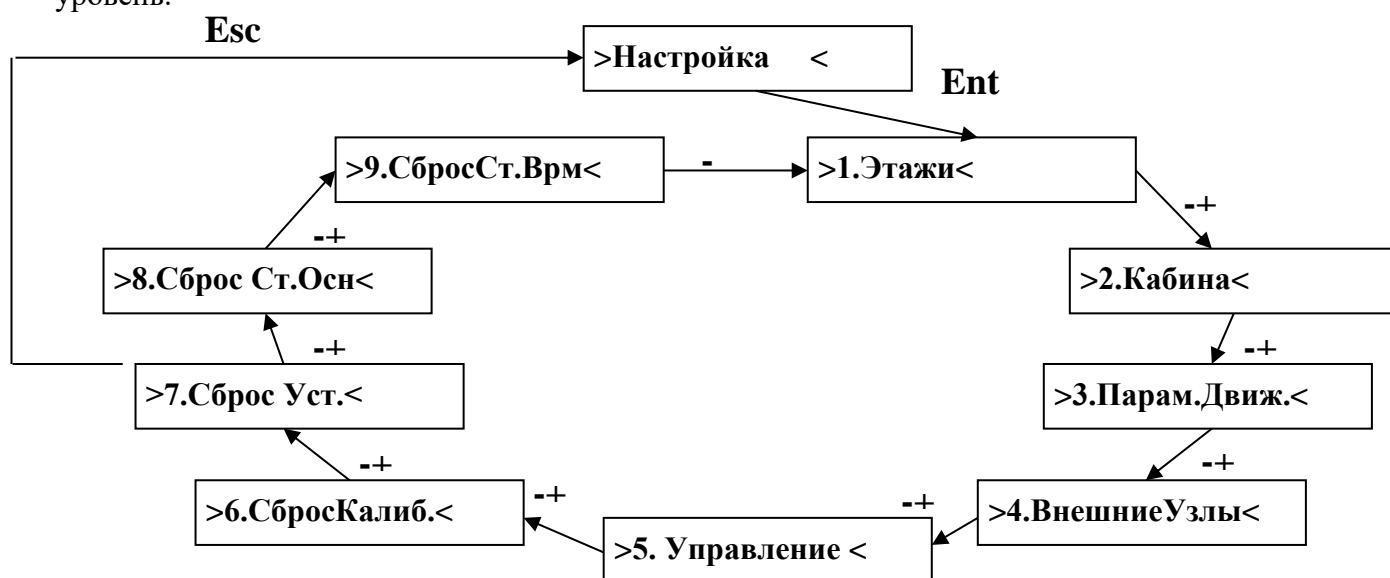 уровень.
Esc
>Настройка <
Ent
>9.СбросСт.Врм<
-
>1.Этажи<
-+
-+
>8.Сброс Ст.Осн<
>2.Кабина<
-+
-+
>7.Сброс Уст.<
>3.Парам.Движ.<
-+
-+
>6.СбросКалиб.<
-+
-+
>4.ВнешниеУзлы<
>5. Управление <